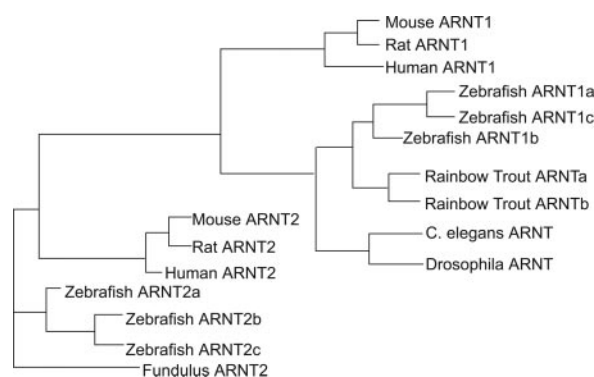 Mouse ARNT1
Rat ARNT1
Human ARNT1
Zebrafish ARNT1a
Zebrafish ARNT1c
Zebrafish ARNT1b
Rainbow Trout ARNTa
Rainbow Trout ARNTb
Mouse ARNT2
C. elegans ARNT
Rat ARNT2
Drosophila ARNT
Human ARNT2
Zebrafish ARNT2a
Zebrafish ARNT2b
Zebrafish ARNT2c
Fundulus ARNT2